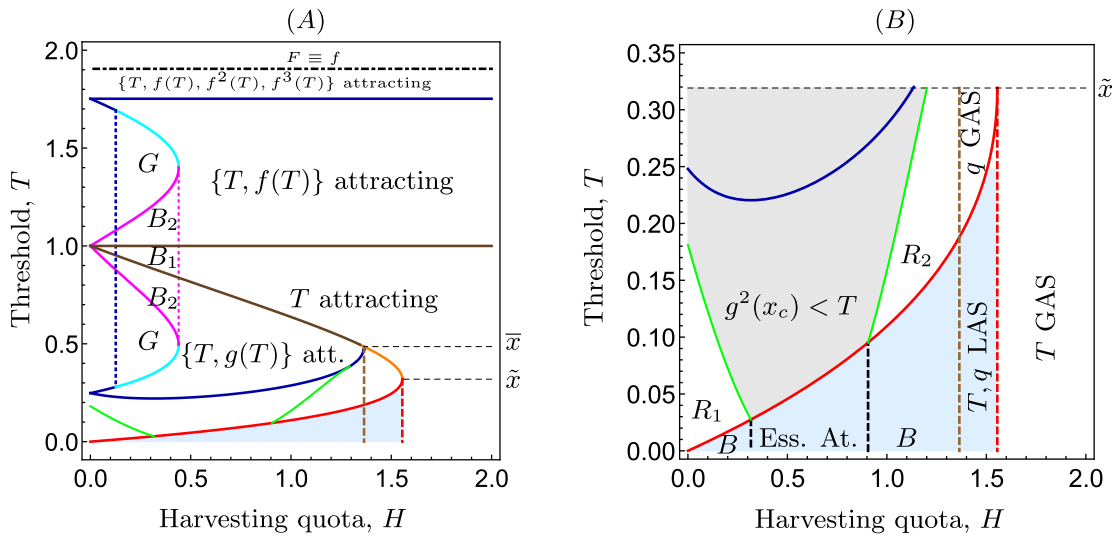 (A)
2.0
1.5
1.0
0.5
0.0
Threshold, T
F ≡ f
{T, f(T), f²(T), f³(T)} attracting
G
{T, f(T)} attracting
B₂
B₁
B₂
T attracting
G
{T, g(T)} att.
x̅
x̃
0.0 0.5 1.0 1.5 2.0
Harvesting quota, H
(B)
0.35
0.30
0.25
0.20
0.15
0.10
0.05
0.00
Threshold, T
x̃
q GAS
R₂
g²(x_c) < T
T, q LAS
T GAS
R₁
B
Ess. At.
B
0.0 0.5 1.0 1.5 2.0
Harvesting quota, H